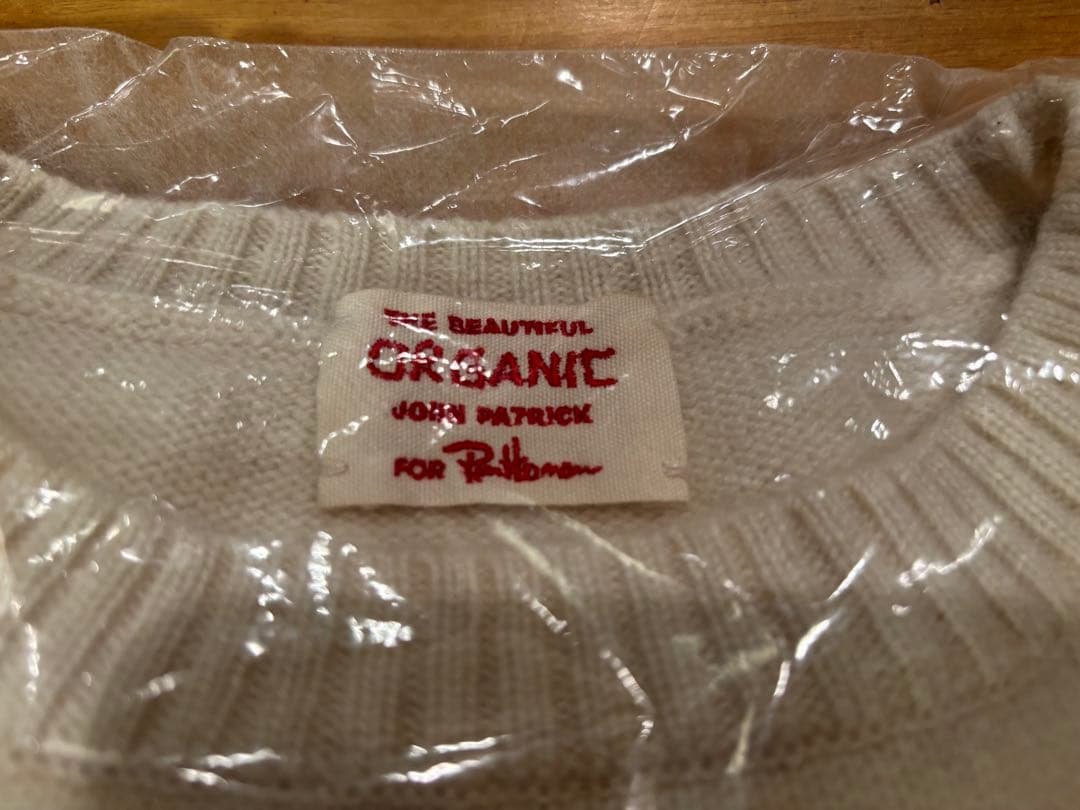 THE BEAUTIFUL
ORGANIC
JOHN PATRICK
FOR Ron Herman